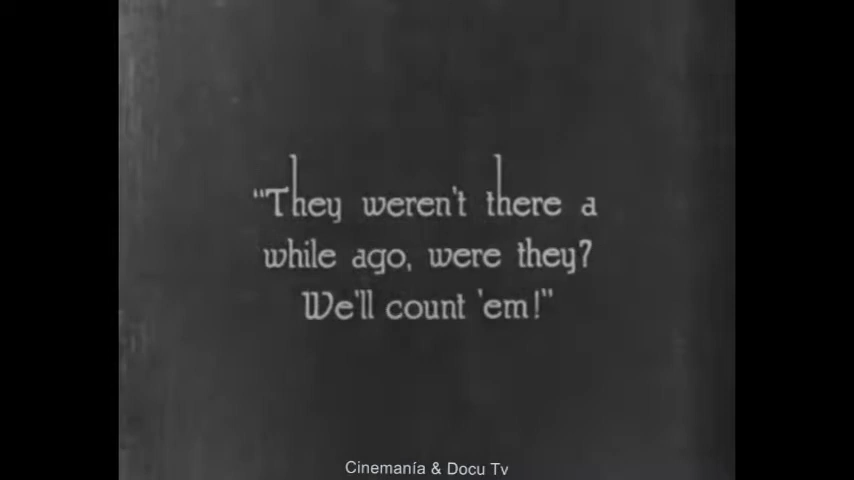 "They weren't there a
while ago, were they?
We'll count 'em!"
Cinemanía & Docu Tv